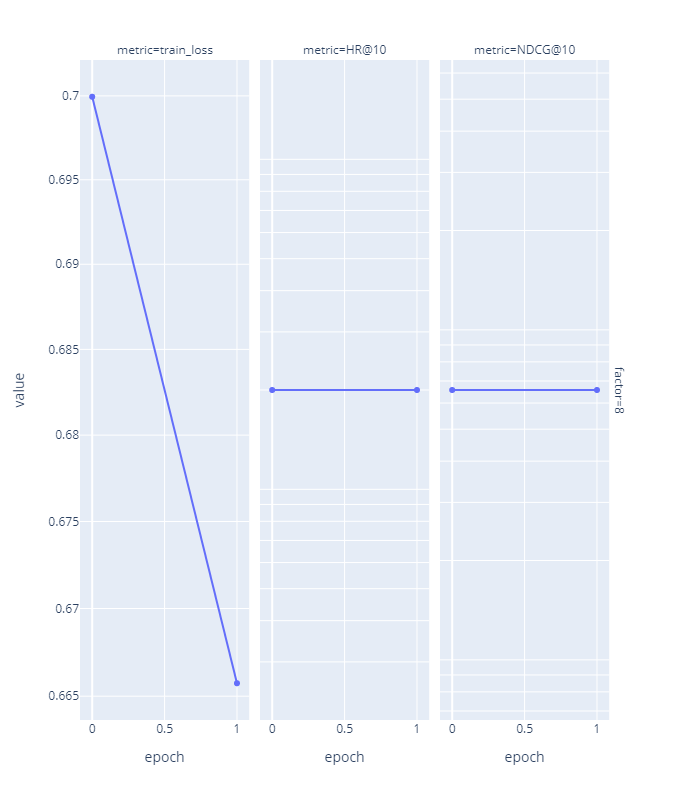 metric=train_loss
metric=HR@10
metric=NDCG@10
0.7
0.695
0.69
0.685
0.68
0.675
0.67
0.665
value
factor=8
0 0.5 1
0 0.5 1
0 0.5 1
epoch
epoch
epoch